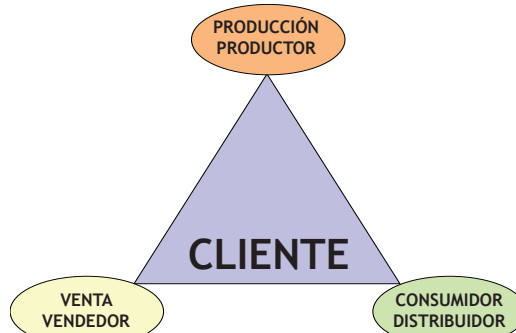 PRODUCCIÓN
PRODUCTOR
CLIENTE
VENTA
VENDEDOR
CONSUMIDOR
DISTRIBUIDOR